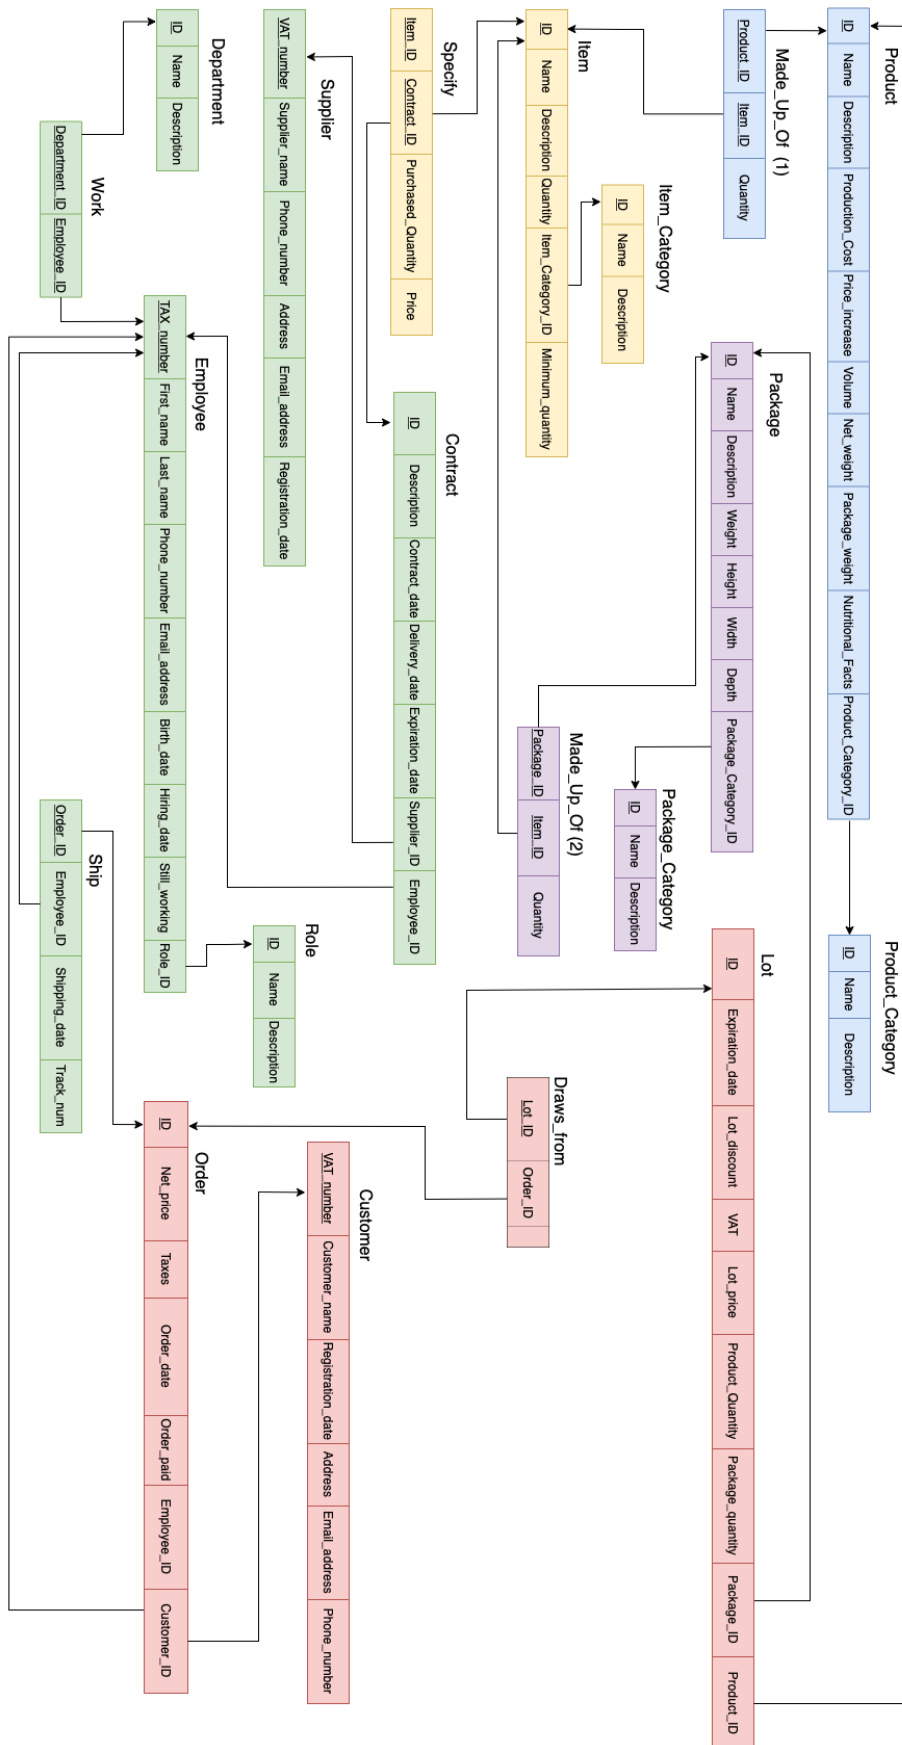 Product
ID Name Description Production_Cost Price_increase Volume Net_weight Package_weight Nutritional_Facts Product_Category_ID
Product_Category
ID Name Description
Made_Up_Of (1)
Product_ID Item_ID Quantity
Package
ID Name Description Weight Height Width Depth Package_Category_ID
Lot
ID Expiration_date Lot_discount VAT Lot_price Product_Quantity Package_quantity Package_ID Product_ID
Item_Category
ID Name Description
Package_Category
ID Name Description
Item
ID Name Description Quantity Item_Category_ID Minimum_quantity
Made_Up_Of (2)
Package_ID Item_ID Quantity
Draws_from
Lot_ID Order_ID
Specify
Item_ID Contract_ID Purchased_Quantity Price
Contract
ID Description Contract_date Delivery_date Expiration_date Supplier_ID Employee_ID
Supplier
VAT_number Supplier_name Phone_number Address Email_address Registration_date
Role
ID Name Description
Customer
VAT_number Customer_name Registration_date Address Email_address Phone_number
Department
ID Name Description
Employee
TAX_number First_name Last_name Phone_number Email_address Birth_date Hiring_date Still_working Role_ID
Order
ID Net_price Taxes Order_date Order_paid Employee_ID Customer_ID
Work
Department_ID Employee_ID
Ship
Order_ID Employee_ID Shipping_date Track_num